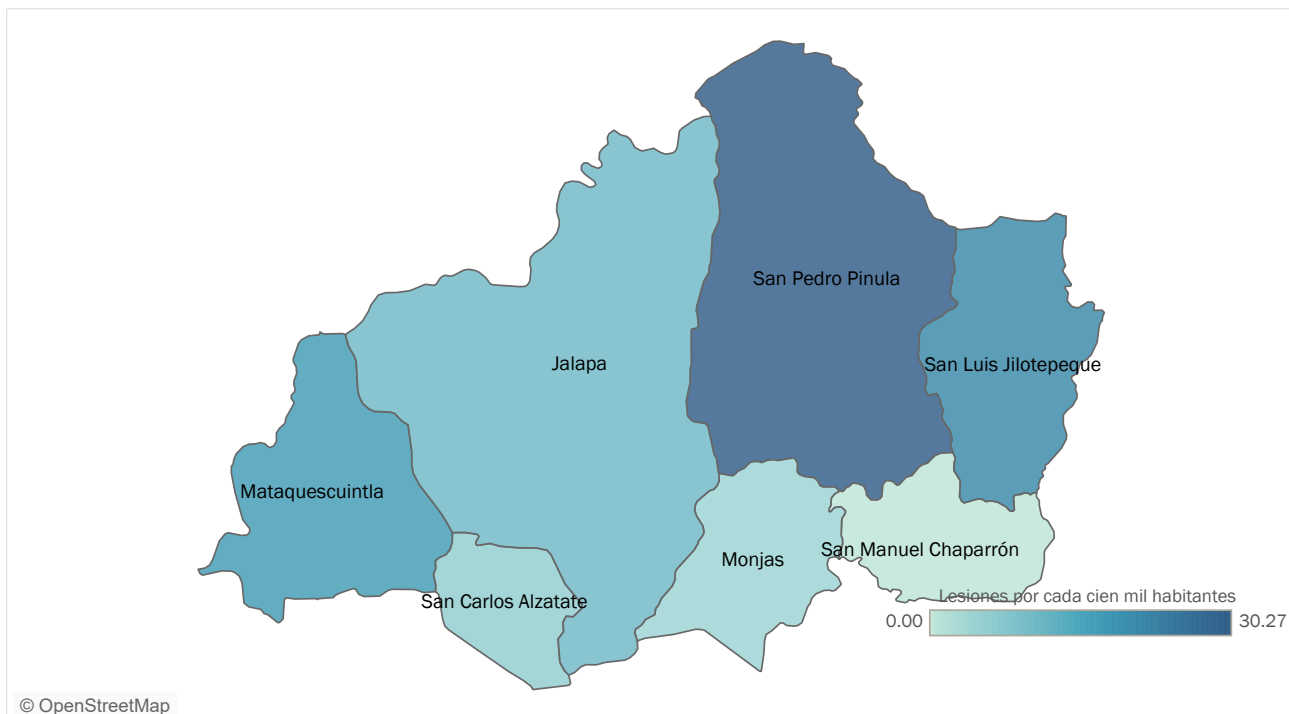 San Pedro Pinula
Jalapa
San Luis Jilotepeque
Mataquescuintla
San Manuel Chaparrón
Monjas
San Carlos Alzatate
Lesiones por cada cien mil habitantes
0.00
30.27
© OpenStreetMap